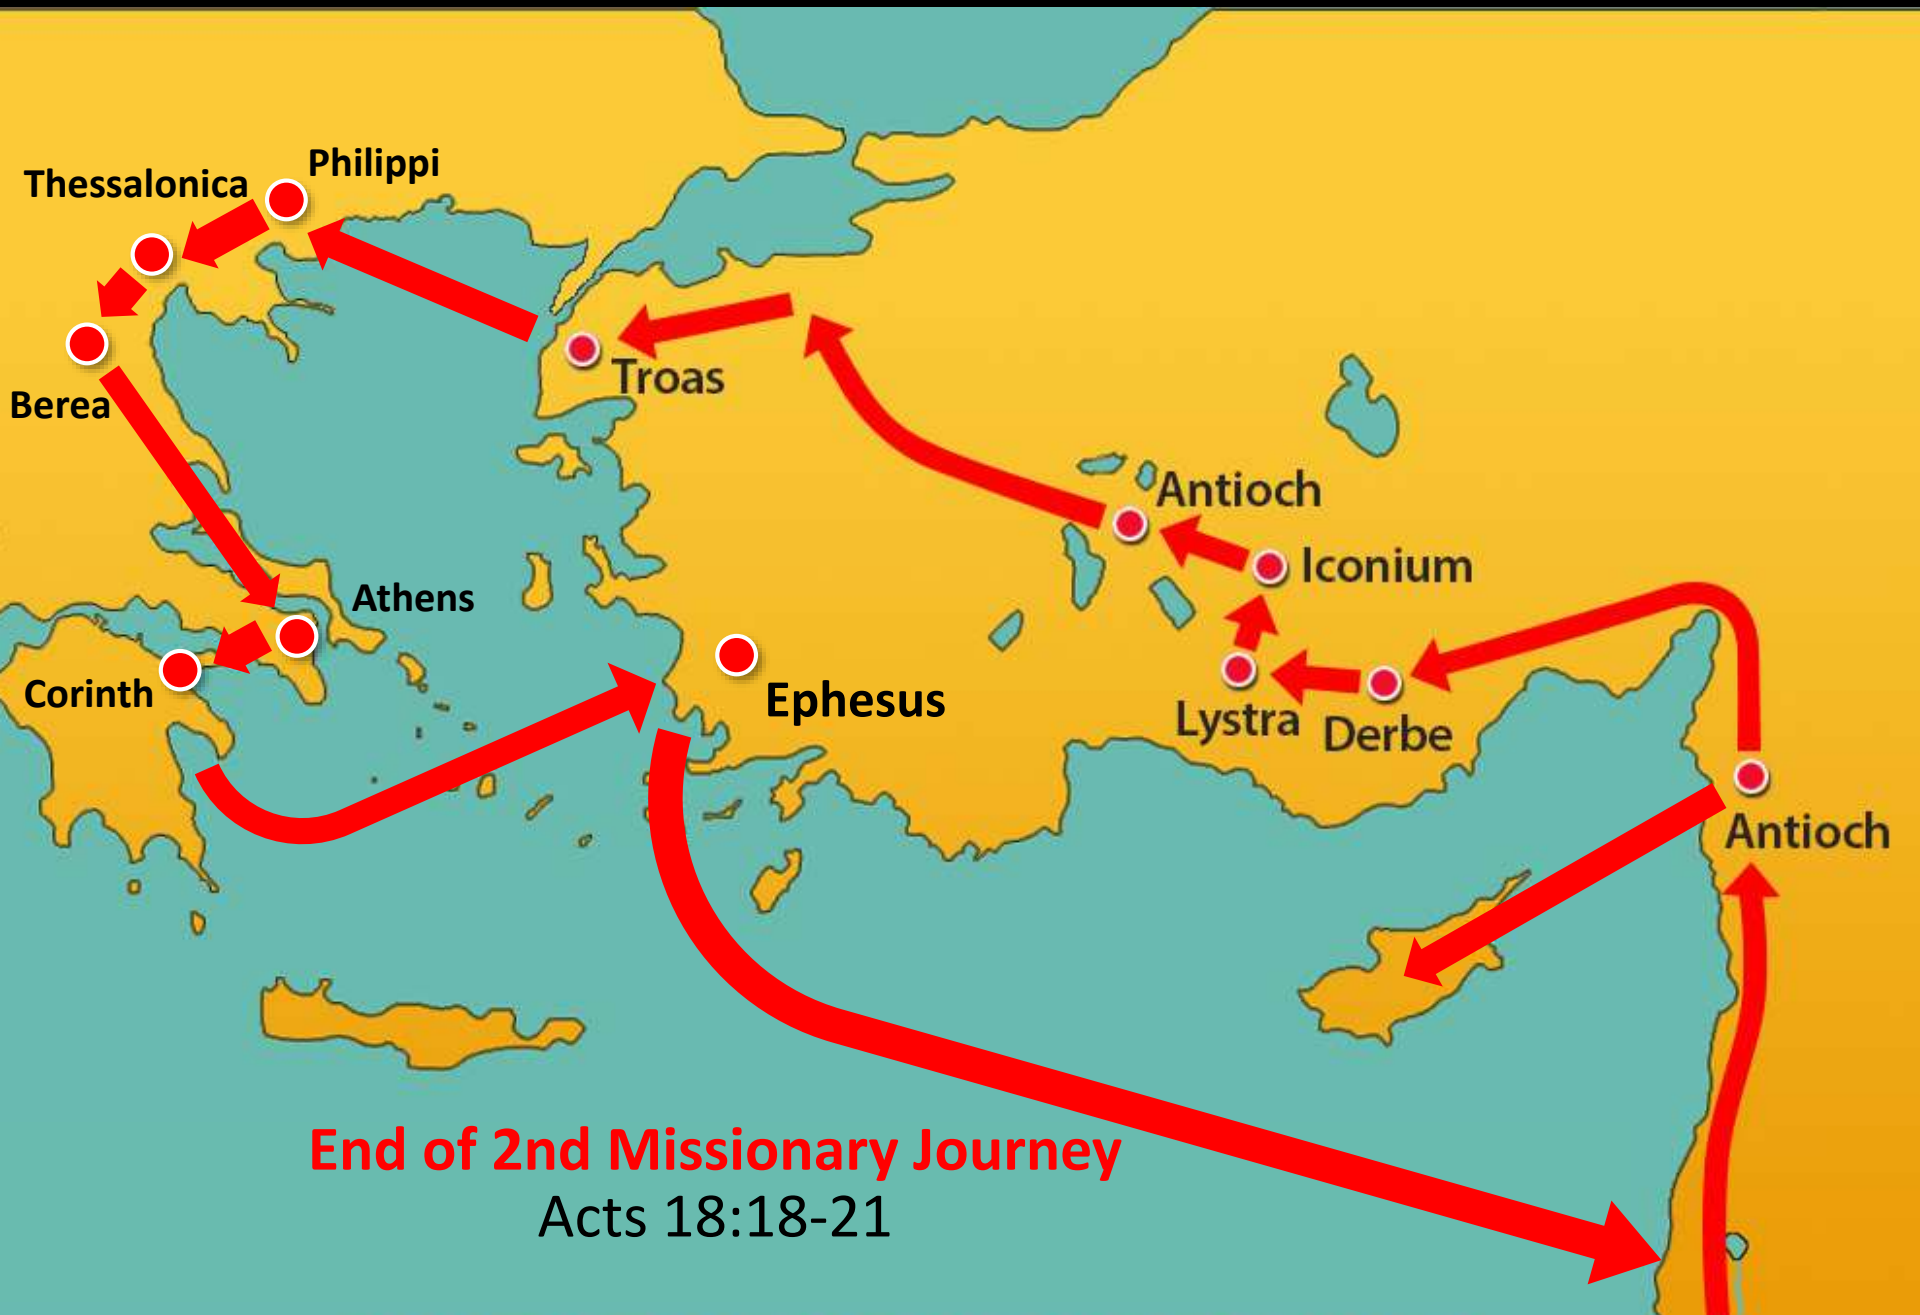 Philippi
Thessalonica
Troas
Berea
Antioch
Iconium
Athens
Corinth
Ephesus
Lystra
Derbe
Antioch
End of 2nd Missionary Journey
Acts 18:18-21